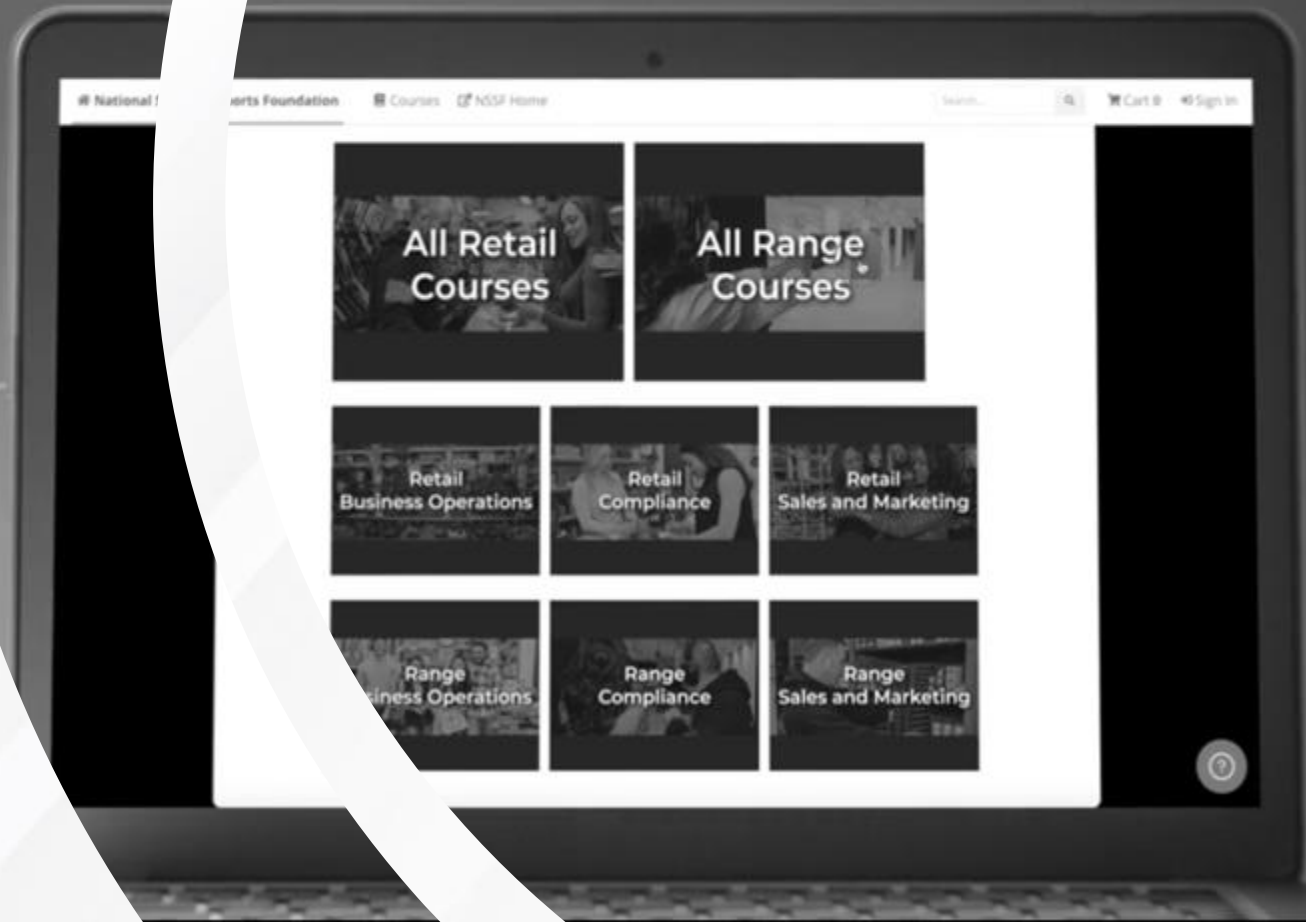 National S
orts Foundation
Courses
NSSF Home
Search...
Cart 0
Sign In
All Retail
Courses
All Range
Courses
Retail
Business Operations
Retail
Compliance
Retail
Sales and Marketing
Range
siness Operations
Range
Compliance
Range
Sales and Marketing
?